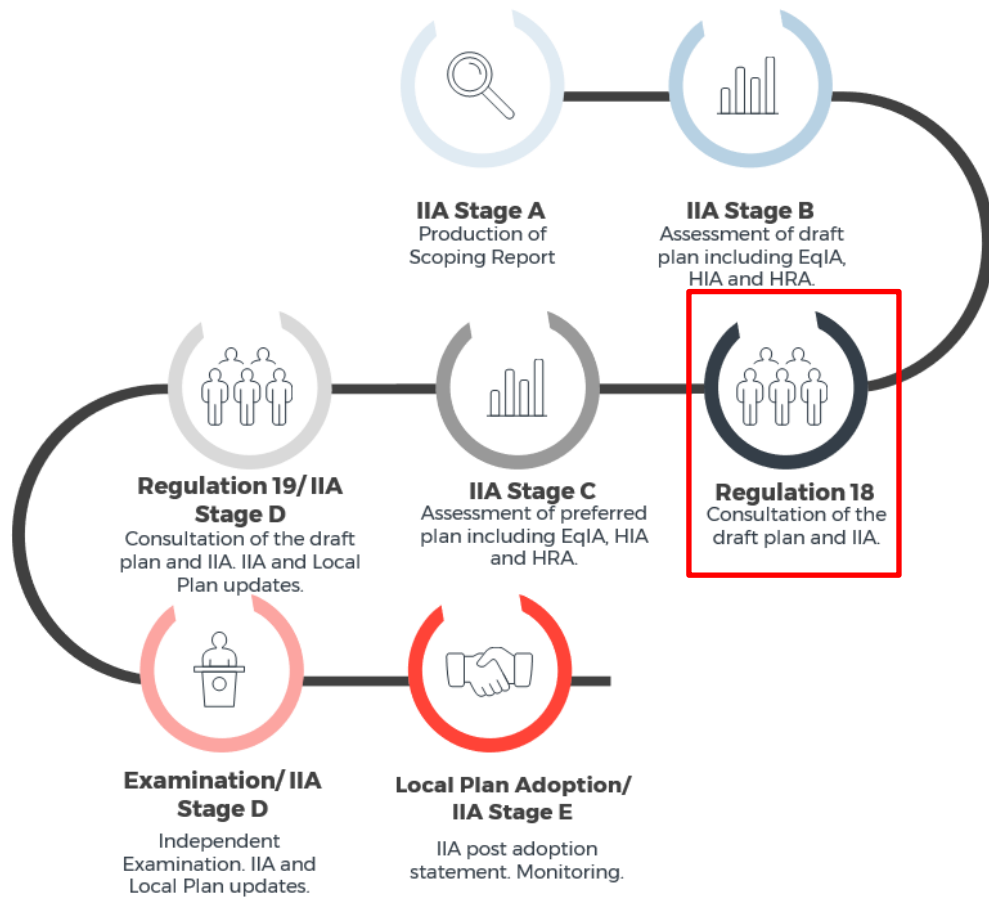 IIA Stage A
Production of
Scoping Report
IIA Stage B
Assessment of draft
plan including EqIA,
HIA and HRA.
Regulation 18
Consultation of the
draft plan and IIA.
IIA Stage C
Assessment of preferred
plan including EqIA, HIA
and HRA.
Regulation 19/ IIA
Stage D
Consultation of the draft
plan and IIA. IIA and Local
Plan updates.
Examination/ IIA
Stage D
Independent
Examination. IIA and
Local Plan updates.
Local Plan Adoption/
IIA Stage E
IIA post adoption
statement. Monitoring.